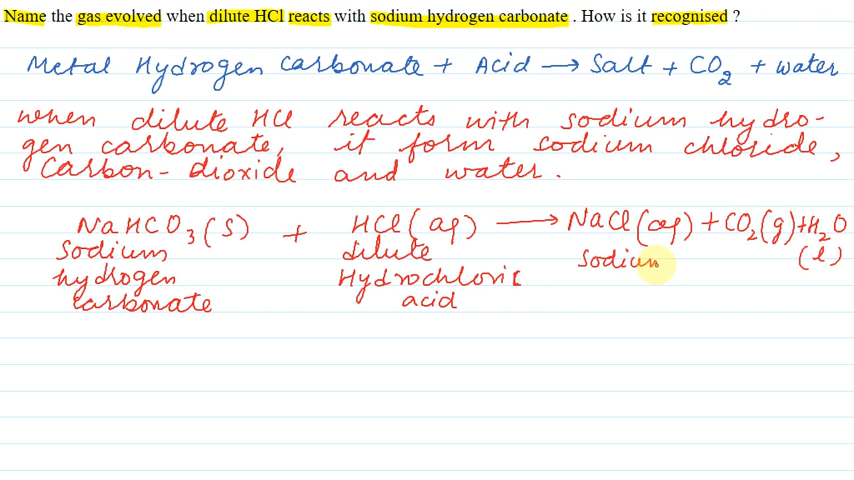 Name the gas evolved when dilute HCl reacts with sodium hydrogen carbonate . How is it recognised ?
Metal Hydrogen carbonate + Acid → Salt + CO2 + water
when dilute HCl reacts with sodium hydro-
gen carbonate, it form sodium chloride,
Carbon-dioxide and water.
NaHCO3(s) + HCl(aq) → NaCl(aq) + CO2(g) + H2O
Sodium dilute Sodium (l)
hydrogen Hydrochloric
carbonate acid